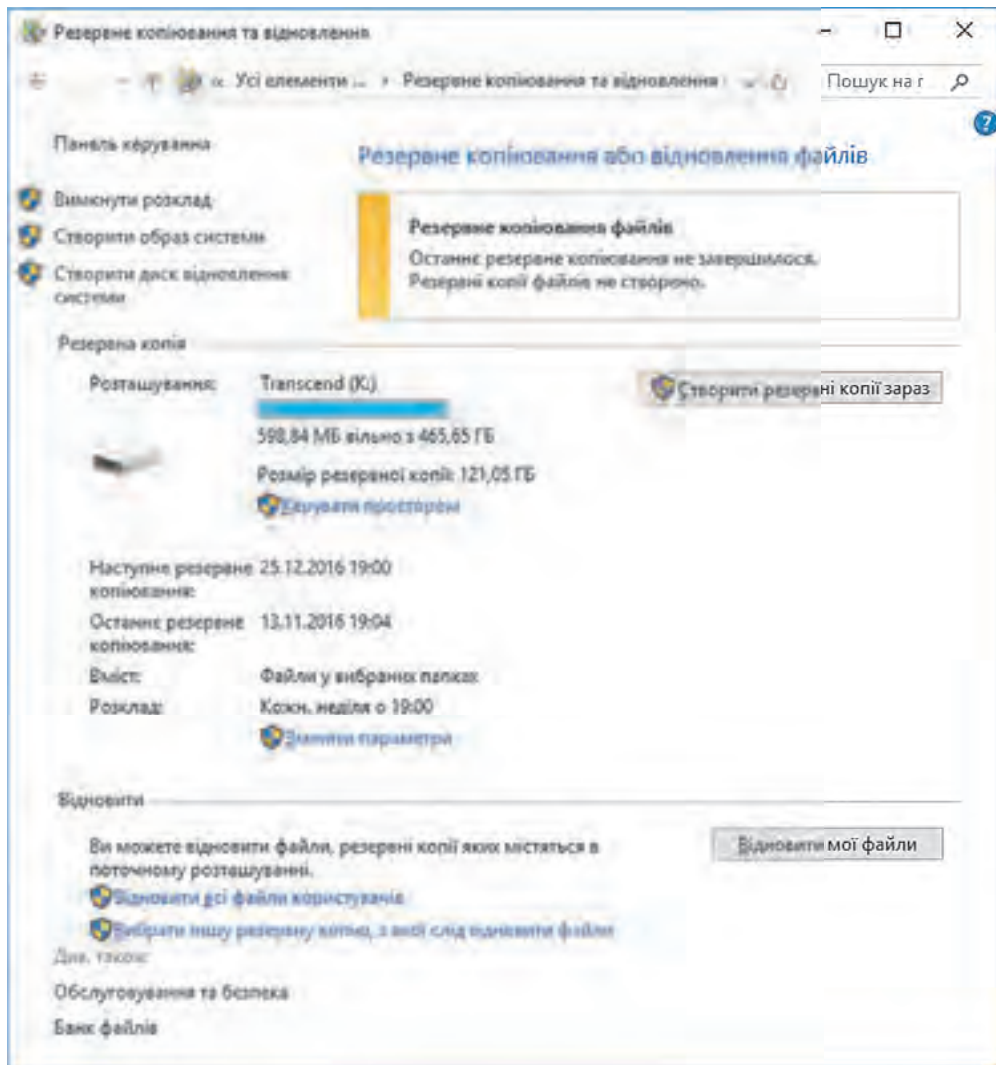 Резервне копіювання та відновлення
« Усі елементи ... › Резервне копіювання та відновлення
Пошук на г
Панель керування
Вимкнути розклад
Створити образ системи
Створити диск відновлення
системи
Резервне копіювання або відновлення файлів
Резервне копіювання файлів
Останнє резервне копіювання не завершилося.
Резервні копії файлів не створено.
Резервна копія
Розташування: Transcend (K:)
Створити резервні копії зараз
598,84 МБ вільно з 465,65 ГБ
Розмір резервної копії: 121,05 ГБ
Керувати простором
Наступне резервне 25.12.2016 19:00
копіювання:
Останнє резервне 13.11.2016 19:04
копіювання:
Вміст: Файли у вибраних папках
Розклад: Кожн. неділя о 19:00
Змінити параметри
Відновити
Ви можете відновити файли, резервні копії яких містяться в
поточному розташуванні.
Відновити мої файли
Відновити всі файли користувачів
Вибрати іншу резервну копію, з якої слід відновити файли
Див. також
Обслуговування та безпека
Банк файлів